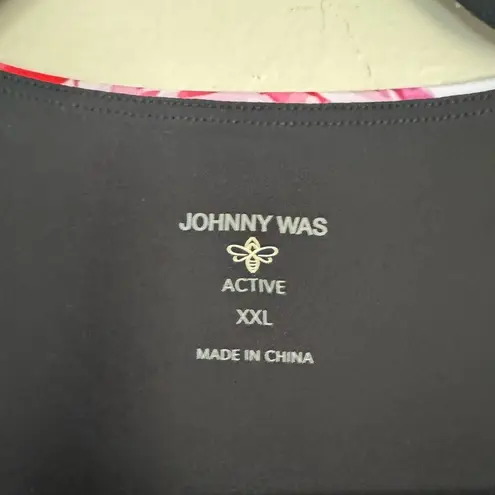 JOHNNY WAS
ACTIVE
XXL
MADE IN CHINA